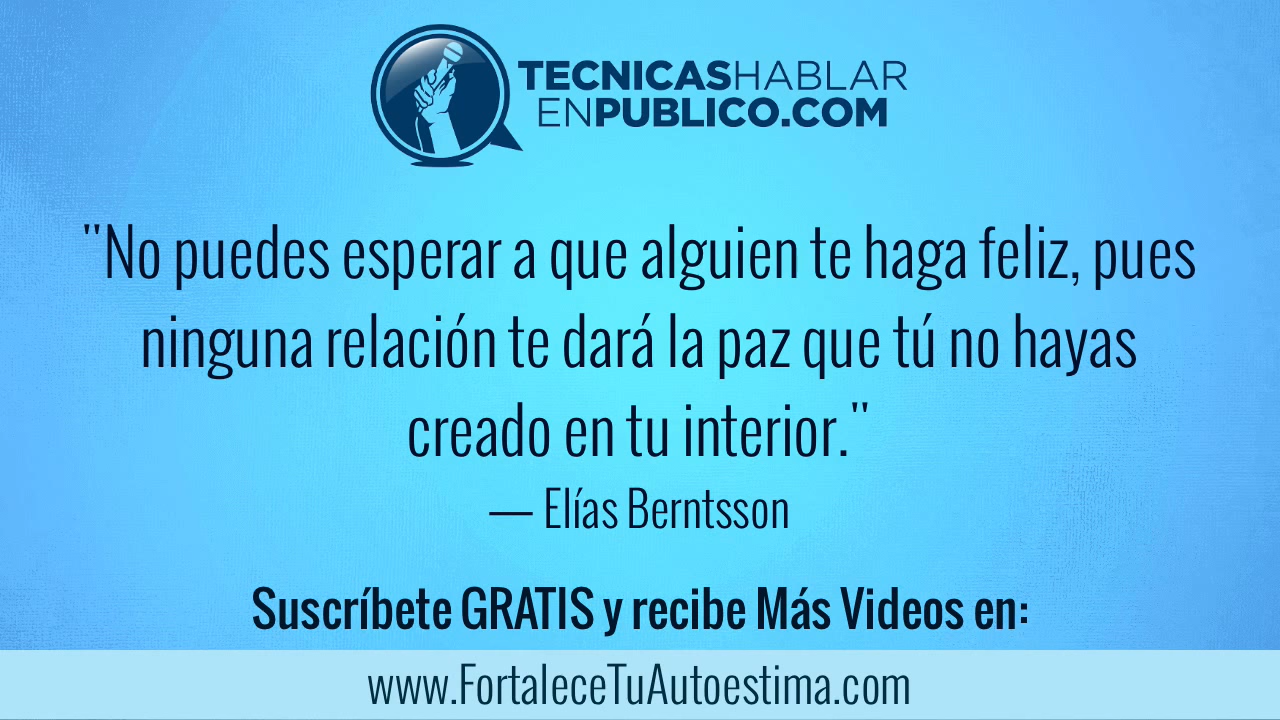 TECNICASHABLAR
ENPUBLICO.COM
"No puedes esperar a que alguien te haga feliz, pues
ninguna relación te dará la paz que tú no hayas
creado en tu interior."
— Elías Berntsson
Suscríbete GRATIS y recibe Más Videos en:
www.FortaleceTuAutoestima.com